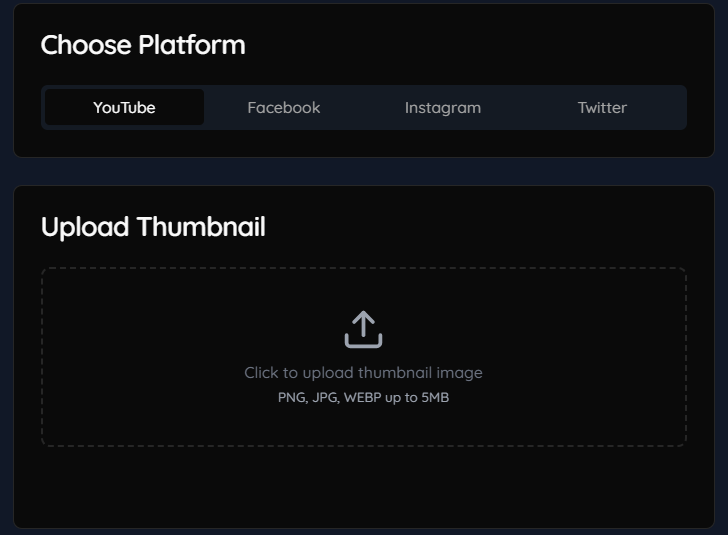 Choose Platform
YouTube Facebook Instagram Twitter
Upload Thumbnail
Click to upload thumbnail image
PNG, JPG, WEBP up to 5MB